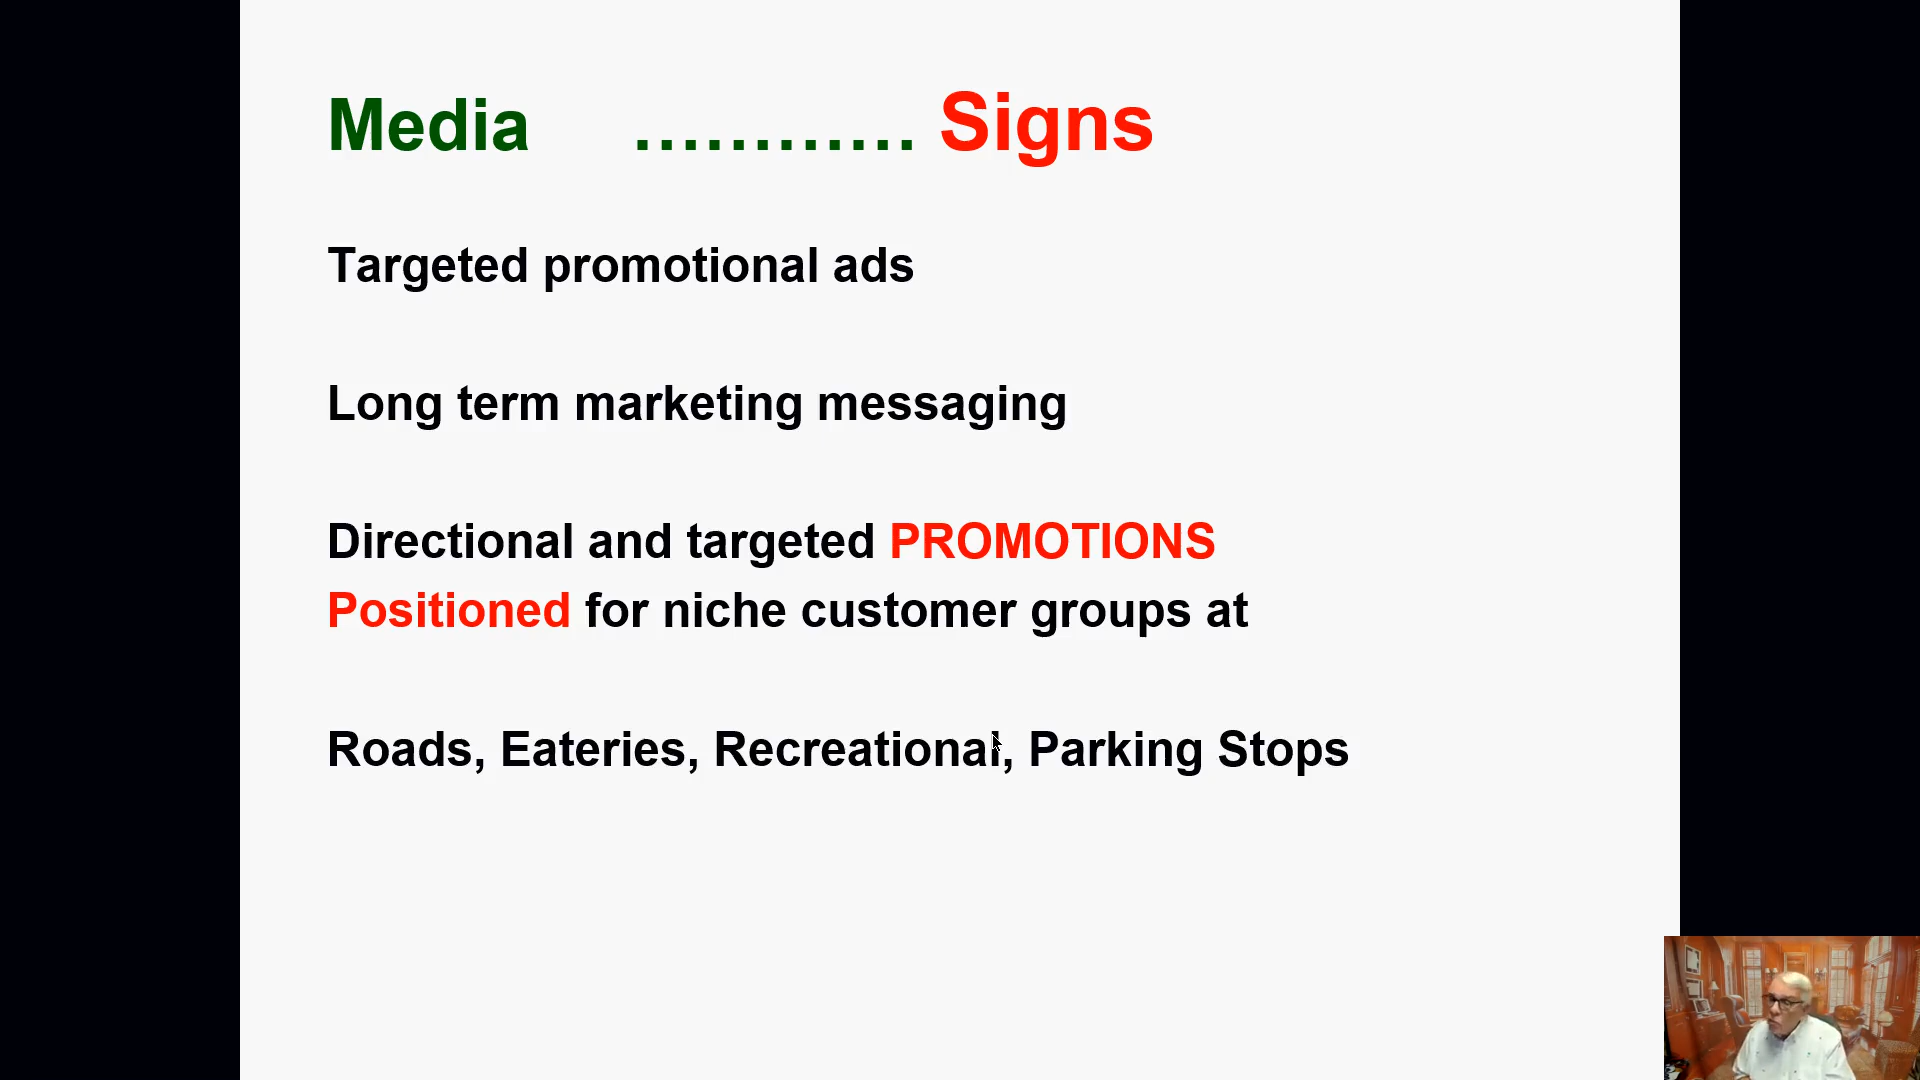 Media ............ Signs
Targeted promotional ads
Long term marketing messaging
Directional and targeted PROMOTIONS
Positioned for niche customer groups at
Roads, Eateries, Recreational, Parking Stops